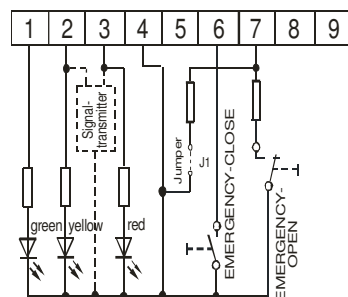 1 2 3 4 5 6 7 8 9
Signal-
transmitter
Jumper
J1
EMERGENCY-CLOSE
EMERGENCY-
OPEN
green
yellow
red